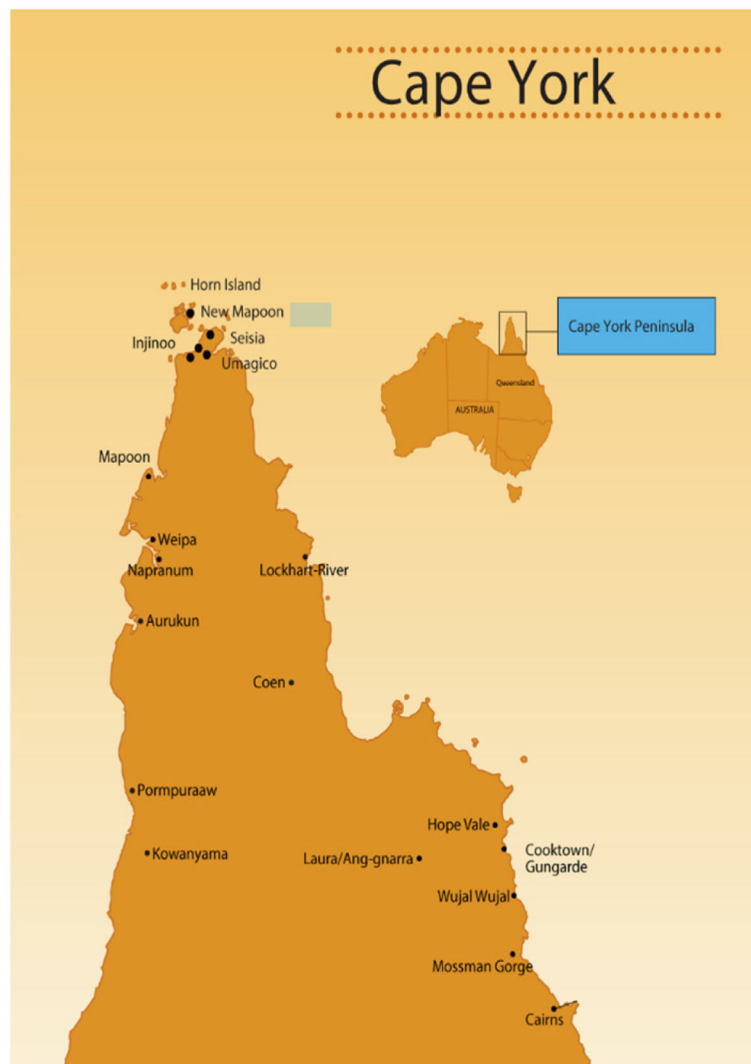 Cape York
Horn Island
New Mapoon
Seisia
Injinoo
Umagico
Cape York Peninsula
Queensland
AUSTRALIA
Mapoon
Weipa
Napranum
Lockhart-River
Aurukun
Coen
Pormpuraaw
Hope Vale
Kowanyama
Laura/Ang-gnarra
Cooktown/
Gungarde
Wujal Wujal
Mossman Gorge
Cairns